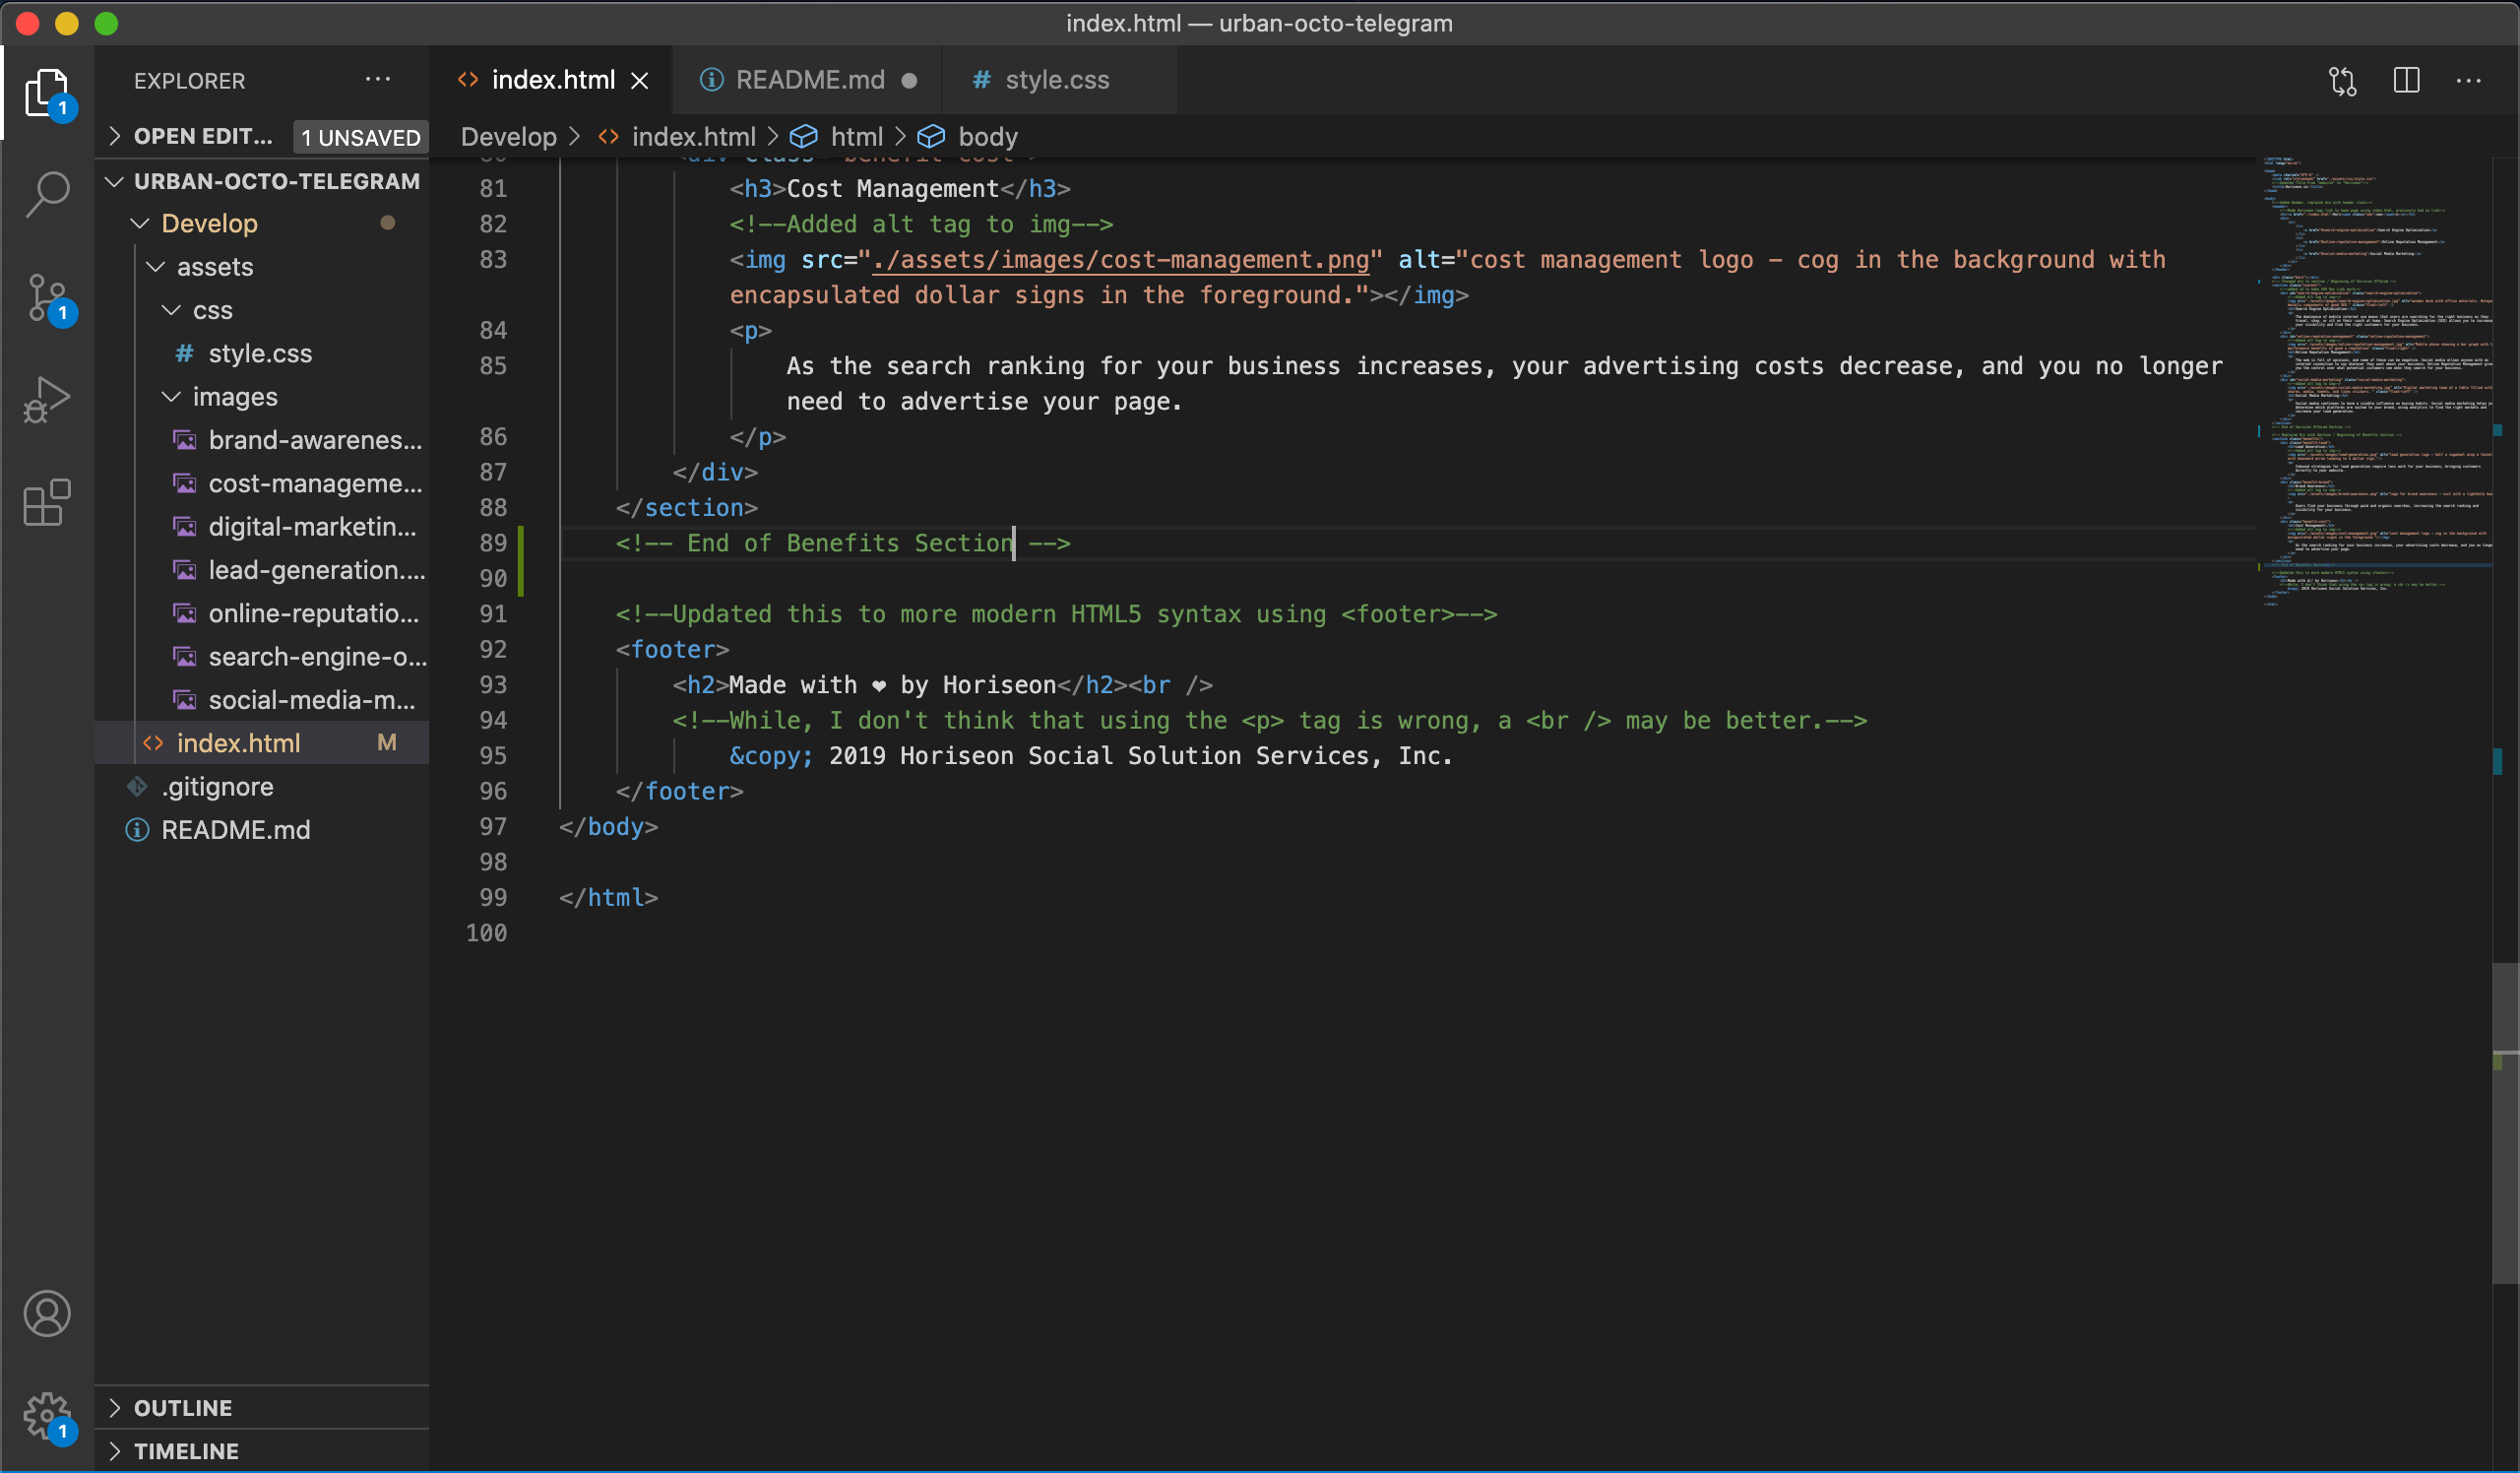 index.html — urban-octo-telegram
EXPLORER
index.html
README.md
# style.css
OPEN EDIT...
1 UNSAVED
Develop > index.html > html > body
URBAN-OCTO-TELEGRAM
Develop
assets
css
# style.css
images
brand-awarenes...
cost-manageme...
digital-marketin...
lead-generation....
online-reputatio...
search-engine-o...
social-media-m...
index.html M
.gitignore
README.md
OUTLINE
TIMELINE
1
1
1
81 <h3>Cost Management</h3>
82 <!--Added alt tag to img-->
83 <img src="./assets/images/cost-management.png" alt="cost management logo - cog in the background with
encapsulated dollar signs in the foreground."></img>
84 <p>
85 As the search ranking for your business increases, your advertising costs decrease, and you no longer
need to advertise your page.
86 </p>
87 </div>
88 </section>
89 <!-- End of Benefits Section -->
90
91 <!--Updated this to more modern HTML5 syntax using <footer>-->
92 <footer>
93 <h2>Made with ❤ by Horiseon</h2><br />
94 <!--While, I don't think that using the <p> tag is wrong, a <br /> may be better.-->
95 &copy; 2019 Horiseon Social Solution Services, Inc.
96 </footer>
97 </body>
98
99 </html>
100